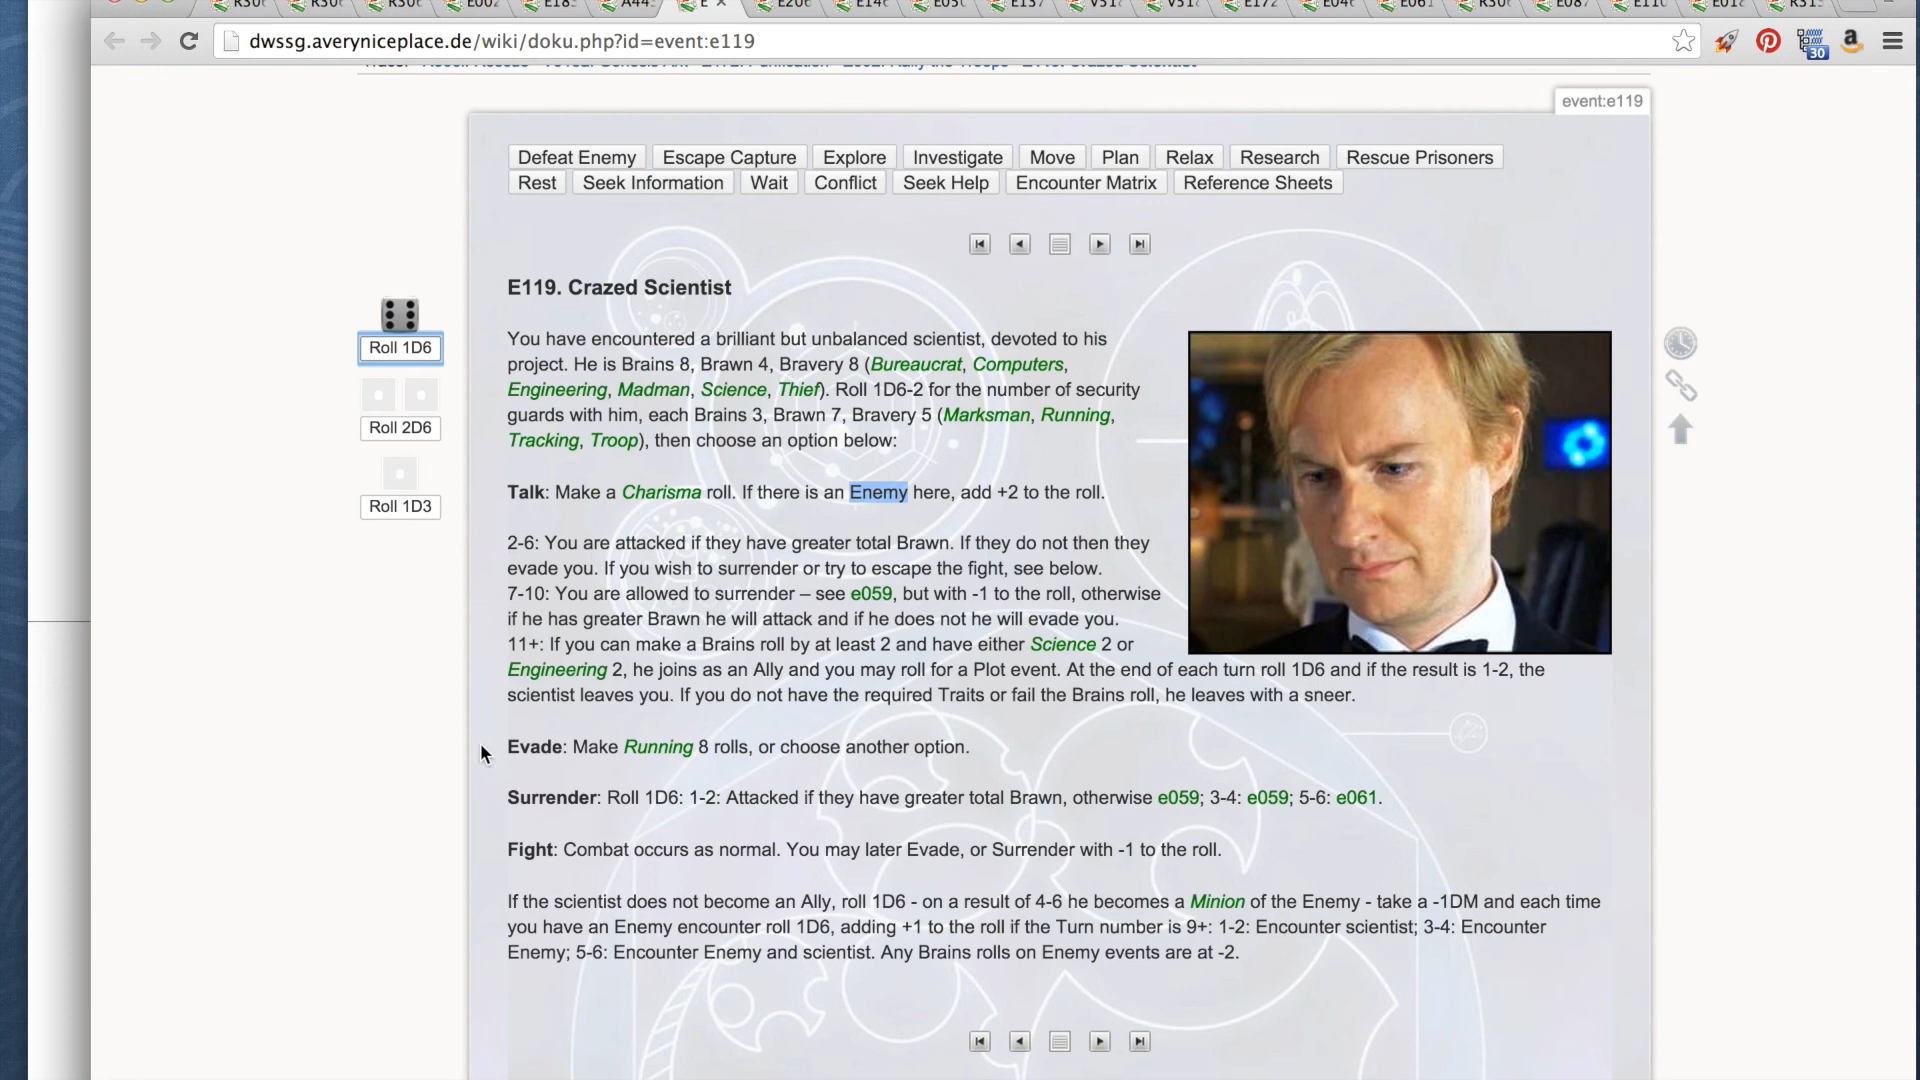 dwssg.averyniceplace.de/wiki/doku.php?id=event:e119
30
event:e119
Defeat Enemy Escape Capture Explore Investigate Move Plan Relax Research Rescue Prisoners
Rest Seek Information Wait Conflict Seek Help Encounter Matrix Reference Sheets
E119. Crazed Scientist
Roll 1D6
Roll 2D6
Roll 1D3
You have encountered a brilliant but unbalanced scientist, devoted to his
project. He is Brains 8, Brawn 4, Bravery 8 (Bureaucrat, Computers,
Engineering, Madman, Science, Thief). Roll 1D6-2 for the number of security
guards with him, each Brains 3, Brawn 7, Bravery 5 (Marksman, Running,
Tracking, Troop), then choose an option below:
Talk: Make a Charisma roll. If there is an Enemy here, add +2 to the roll.
2-6: You are attacked if they have greater total Brawn. If they do not then they
evade you. If you wish to surrender or try to escape the fight, see below.
7-10: You are allowed to surrender – see e059, but with -1 to the roll, otherwise
if he has greater Brawn he will attack and if he does not he will evade you.
11+: If you can make a Brains roll by at least 2 and have either Science 2 or
Engineering 2, he joins as an Ally and you may roll for a Plot event. At the end of each turn roll 1D6 and if the result is 1-2, the
scientist leaves you. If you do not have the required Traits or fail the Brains roll, he leaves with a sneer.
Evade: Make Running 8 rolls, or choose another option.
Surrender: Roll 1D6: 1-2: Attacked if they have greater total Brawn, otherwise e059; 3-4: e059; 5-6: e061.
Fight: Combat occurs as normal. You may later Evade, or Surrender with -1 to the roll.
If the scientist does not become an Ally, roll 1D6 - on a result of 4-6 he becomes a Minion of the Enemy - take a -1DM and each time
you have an Enemy encounter roll 1D6, adding +1 to the roll if the Turn number is 9+: 1-2: Encounter scientist; 3-4: Encounter
Enemy; 5-6: Encounter Enemy and scientist. Any Brains rolls on Enemy events are at -2.